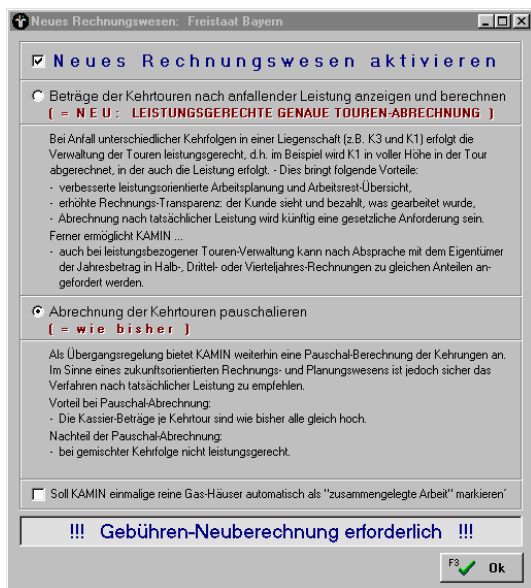 Neues Rechnungswesen: Freistaat Bayern
Neues Rechnungswesen aktivieren
Beträge der Kehrtouren nach anfallender Leistung anzeigen und berechnen
( = N E U :  LEISTUNGSGERECHTE GENAUE TOUREN-ABRECHNUNG )
Bei Anfall unterschiedlicher Kehrfolgen in einer Liegenschaft (z.B. K3 und K1) erfolgt die
Verwaltung der Touren leistungsgerecht, d.h. im Beispiel wird K1 in voller Höhe in der Tour
abgerechnet, in der auch die Leistung erfolgt. - Dies bringt folgende Vorteile:
- verbesserte leistungsorientierte Arbeitsplanung und Arbeitsrest-Übersicht,
- erhöhte Rechnungs-Transparenz: der Kunde sieht und bezahlt, was gearbeitet wurde,
- Abrechnung nach tatsächlicher Leistung wird künftig eine gesetzliche Anforderung sein.
Ferner ermöglicht KAMIN ...
- auch bei leistungsbezogener Touren-Verwaltung kann nach Absprache mit dem Eigentümer
der Jahresbetrag in Halb-, Drittel- oder Vierteljahres-Rechnungen zu gleichen Anteilen an-
gefordert werden.
Abrechnung der Kehrtouren pauschalieren
( = wie bisher )
Als Übergangsregelung bietet KAMIN weiterhin eine Pauschal-Berechnung der Kehrungen an.
Im Sinne eines zukunftsorientierten Rechnungs- und Planungswesens ist jedoch sicher das
Verfahren nach tatsächlicher Leistung zu empfehlen.
Vorteil bei Pauschal-Abrechnung:
- Die Kassier-Beträge je Kehrtour sind wie bisher alle gleich hoch.
Nachteil der Pauschal-Abrechnung:
- bei gemischter Kehrfolge nicht leistungsgerecht.
Soll KAMIN einmalige reine Gas-Häuser automatisch als "zusammengelegte Arbeit" markieren
!!! Gebühren-Neuberechnung erforderlich !!!
F3 Ok